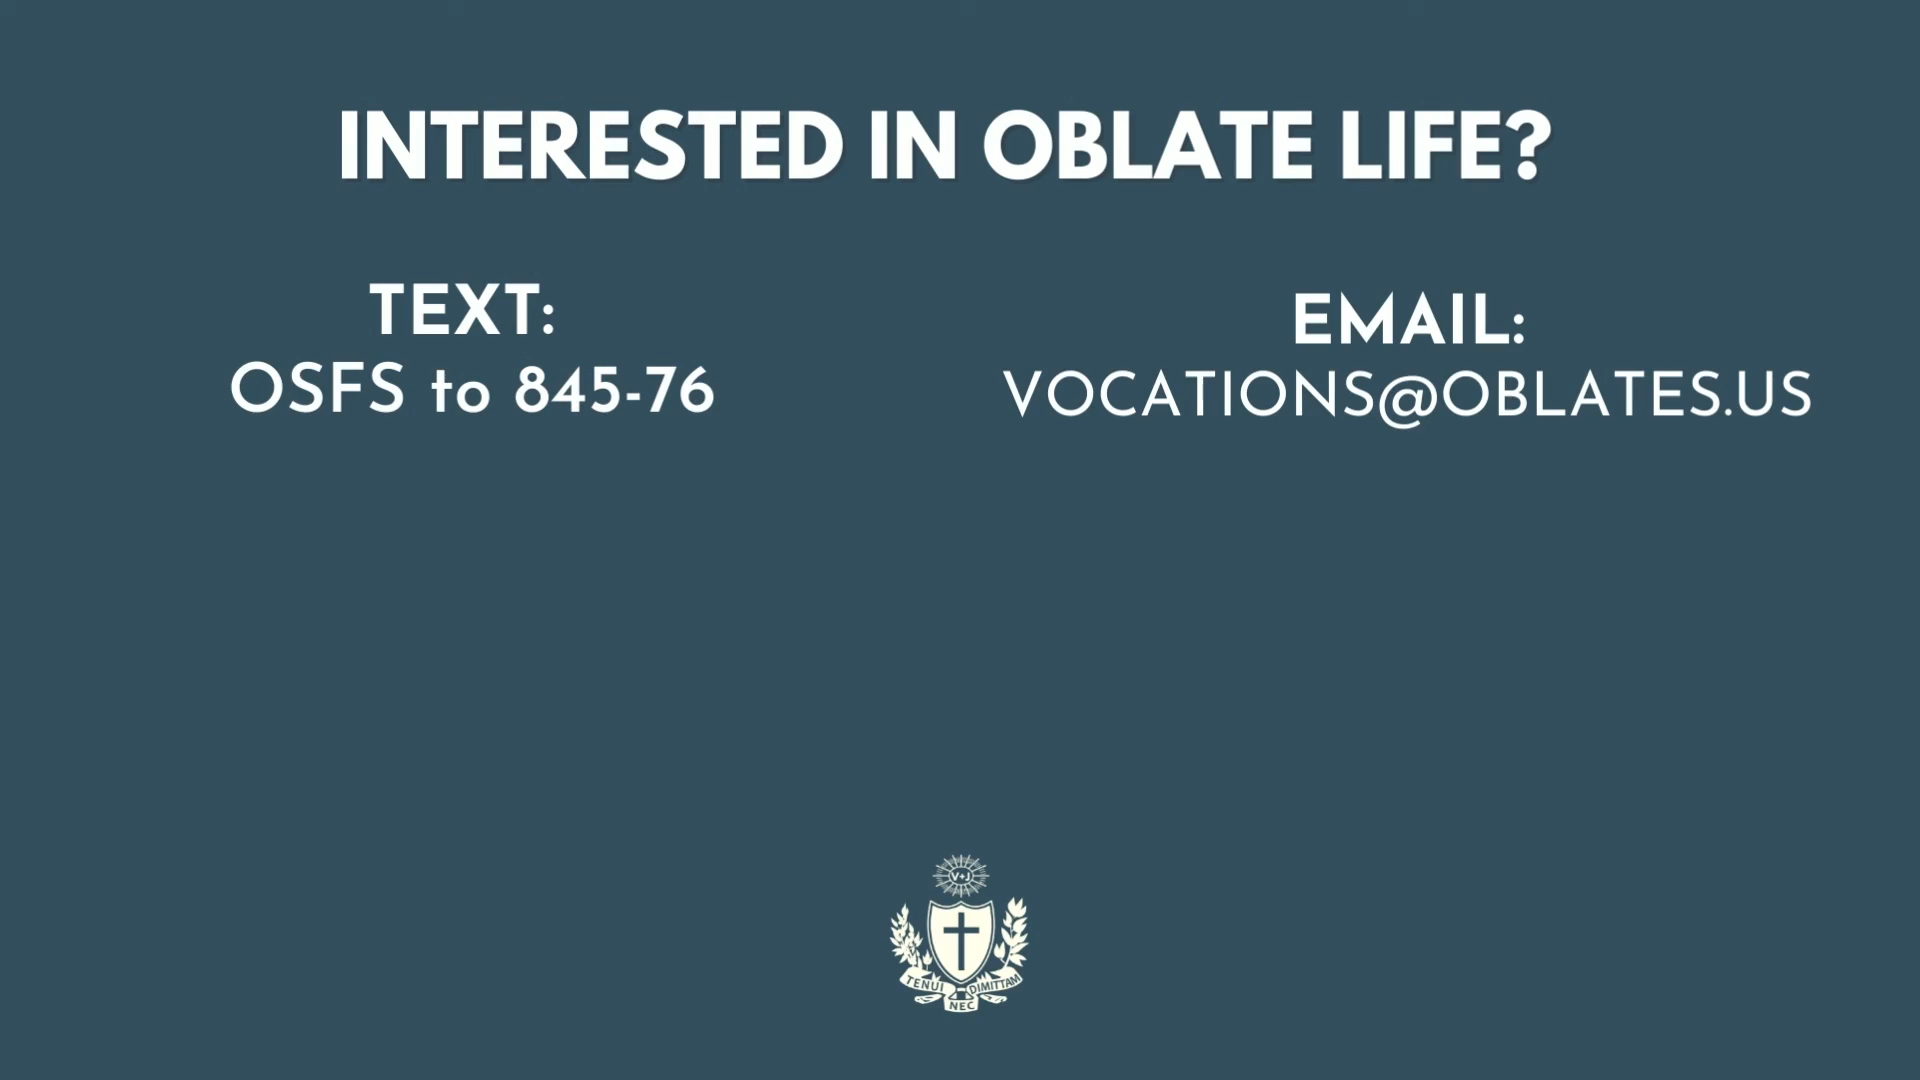 INTERESTED IN OBLATE LIFE?
TEXT:
OSFS to 845-76
EMAIL:
VOCATIONS@OBLATES.US
V+J
TENUI
NEC
DIMITTAM